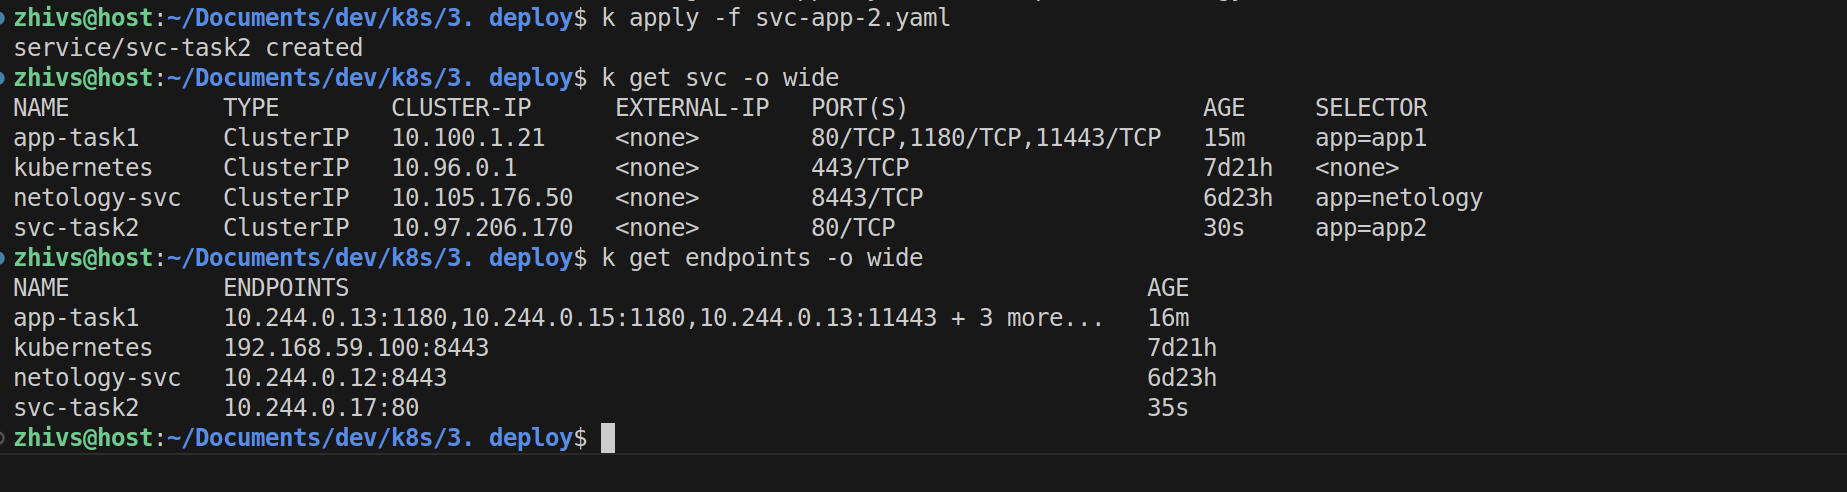 zhivs@host:~/Documents/dev/k8s/3. deploy$ k apply -f svc-app-2.yaml
service/svc-task2 created
zhivs@host:~/Documents/dev/k8s/3. deploy$ k get svc -o wide
NAME           TYPE        CLUSTER-IP      EXTERNAL-IP   PORT(S)                     AGE     SELECTOR
app-task1      ClusterIP   10.100.1.21     <none>        80/TCP,1180/TCP,11443/TCP   15m     app=app1
kubernetes     ClusterIP   10.96.0.1       <none>        443/TCP                     7d21h   <none>
netology-svc   ClusterIP   10.105.176.50   <none>        8443/TCP                    6d23h   app=netology
svc-task2      ClusterIP   10.97.206.170   <none>        80/TCP                      30s     app=app2
zhivs@host:~/Documents/dev/k8s/3. deploy$ k get endpoints -o wide
NAME           ENDPOINTS                                                         AGE
app-task1      10.244.0.13:1180,10.244.0.15:1180,10.244.0.13:11443 + 3 more...   16m
kubernetes     192.168.59.100:8443                                               7d21h
netology-svc   10.244.0.12:8443                                                  6d23h
svc-task2      10.244.0.17:80                                                    35s
zhivs@host:~/Documents/dev/k8s/3. deploy$